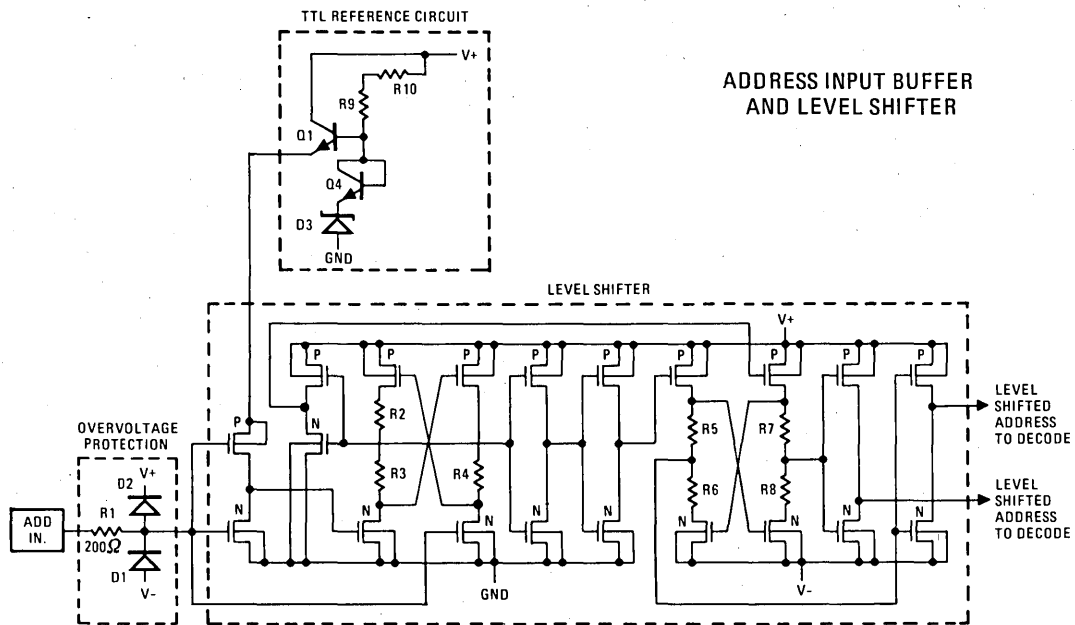 TTL REFERENCE CIRCUIT
V+
R10
R9
Q1
Q4
D3
GND
ADDRESS INPUT BUFFER
AND LEVEL SHIFTER
LEVEL SHIFTER
V+
P
P
P
P
P
P
P
P
P
R2
R5
R7
N
R3
R4
R6
R8
N
N
N
N
N
N
N
N
N
GND
V-
OVERVOLTAGE
PROTECTION
V+
D2
R1
200Ω
D1
V-
ADD
IN.
LEVEL
SHIFTED
ADDRESS
TO DECODE
LEVEL
SHIFTED
ADDRESS
TO DECODE